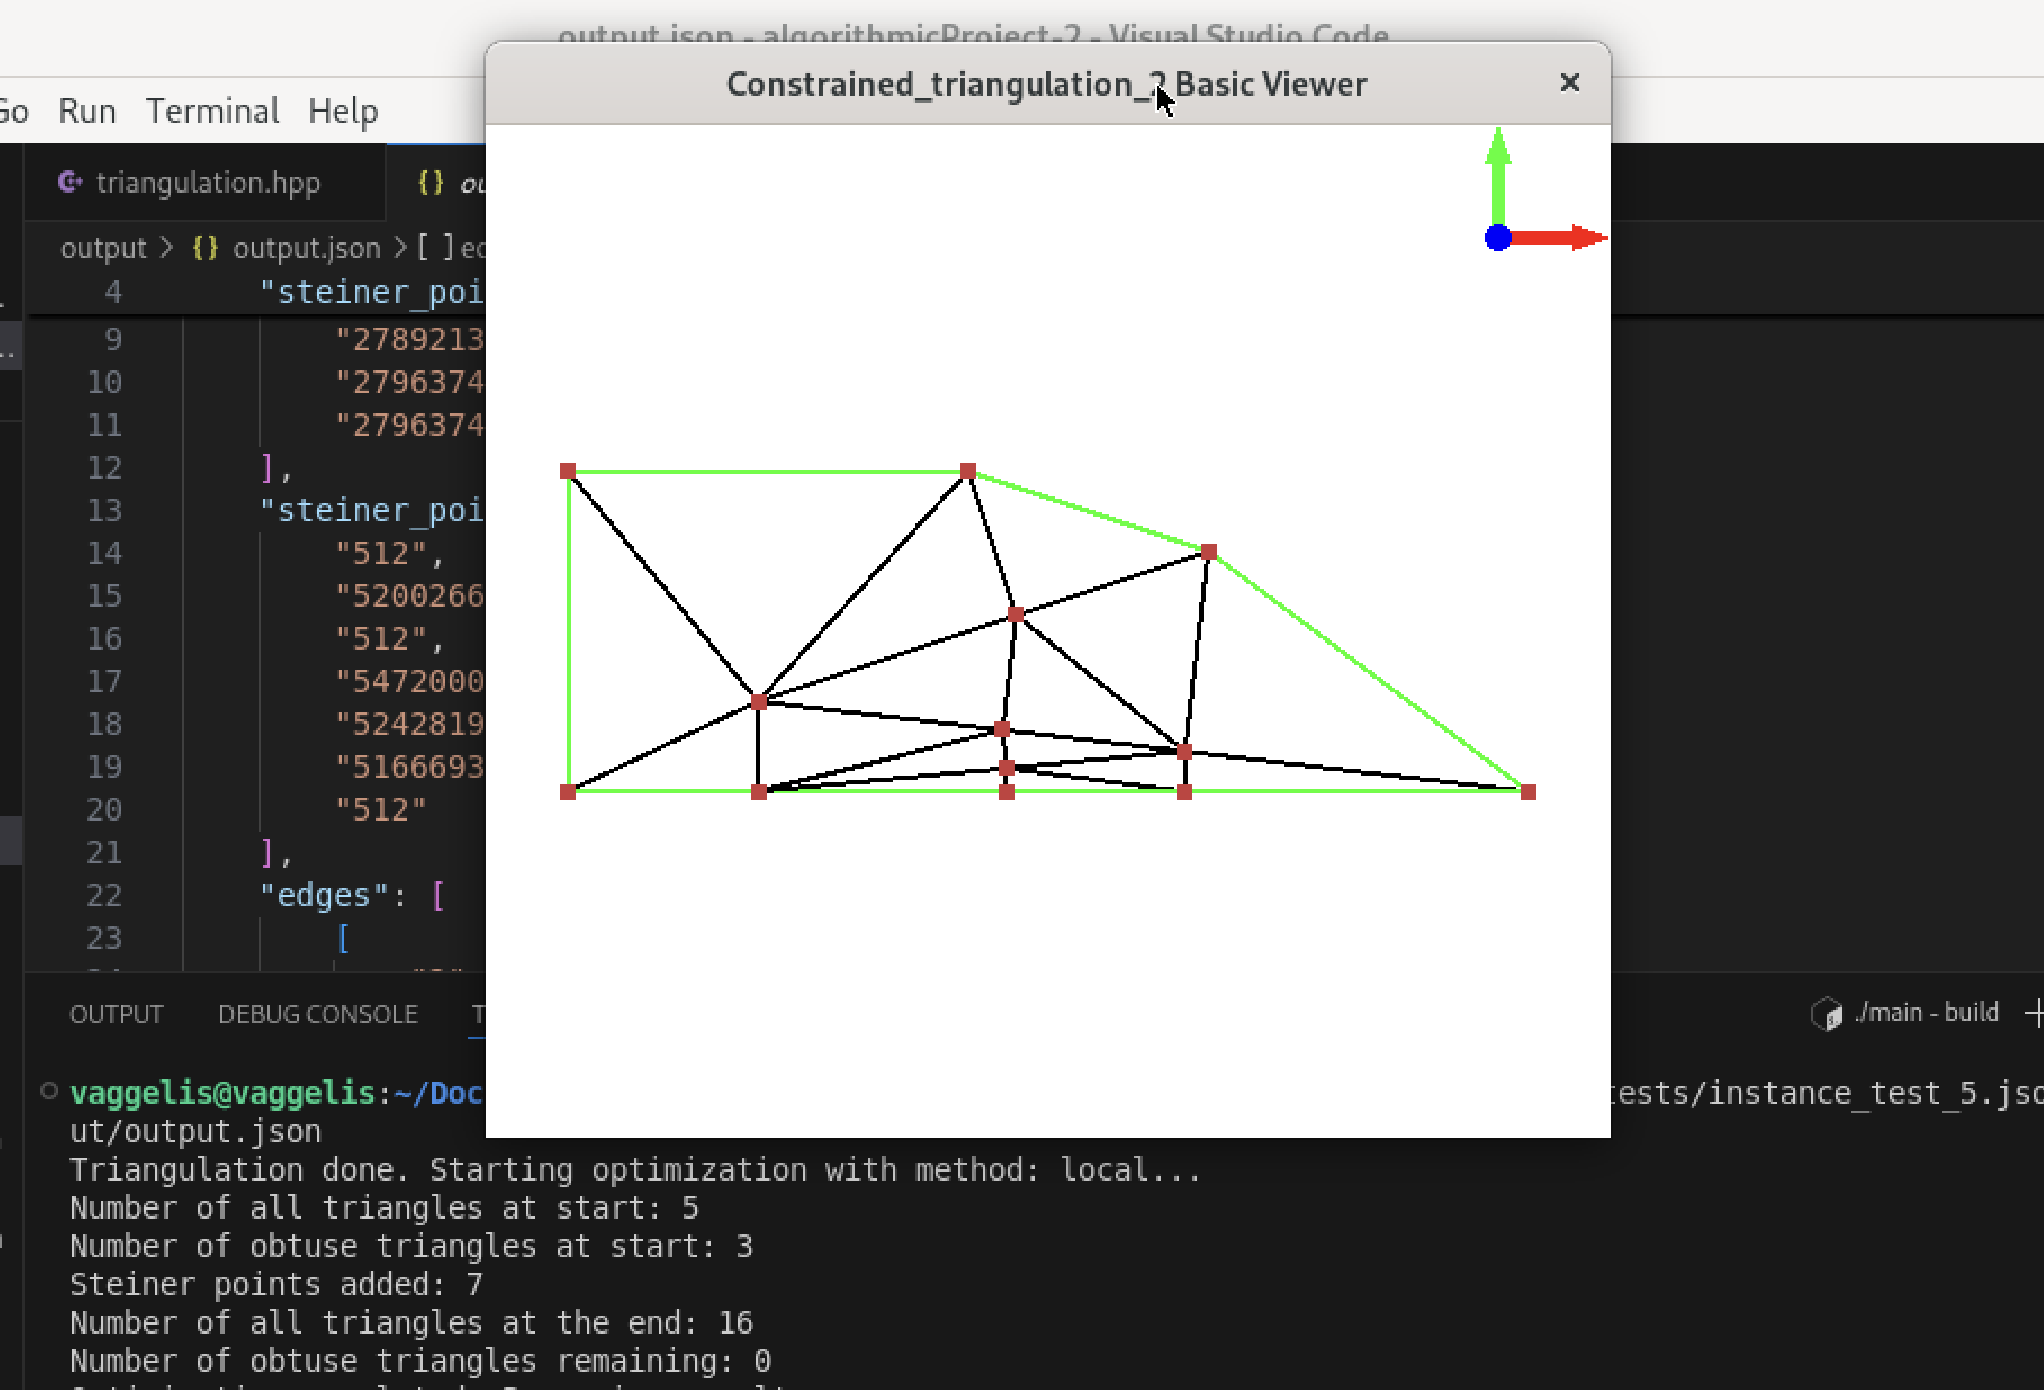 output.json - algorithmicProject-2 - Visual Studio Code
Constrained_triangulation_2 Basic Viewer ×
Go Run Terminal Help
triangulation.hpp {} ou
output > {} output.json > [ ] ed
4 "steiner_poi
9 "2789213
10 "2796374
11 "2796374
12 ],
13 "steiner_poi
14 "512",
15 "5200266
16 "512",
17 "5472000
18 "5242819
19 "5166693
20 "512"
21 ],
22 "edges": [
23 [
OUTPUT DEBUG CONSOLE T ./main - build
vaggelis@vaggelis:~/Doc tests/instance_test_5.jso
ut/output.json
Triangulation done. Starting optimization with method: local...
Number of all triangles at start: 5
Number of obtuse triangles at start: 3
Steiner points added: 7
Number of all triangles at the end: 16
Number of obtuse triangles remaining: 0